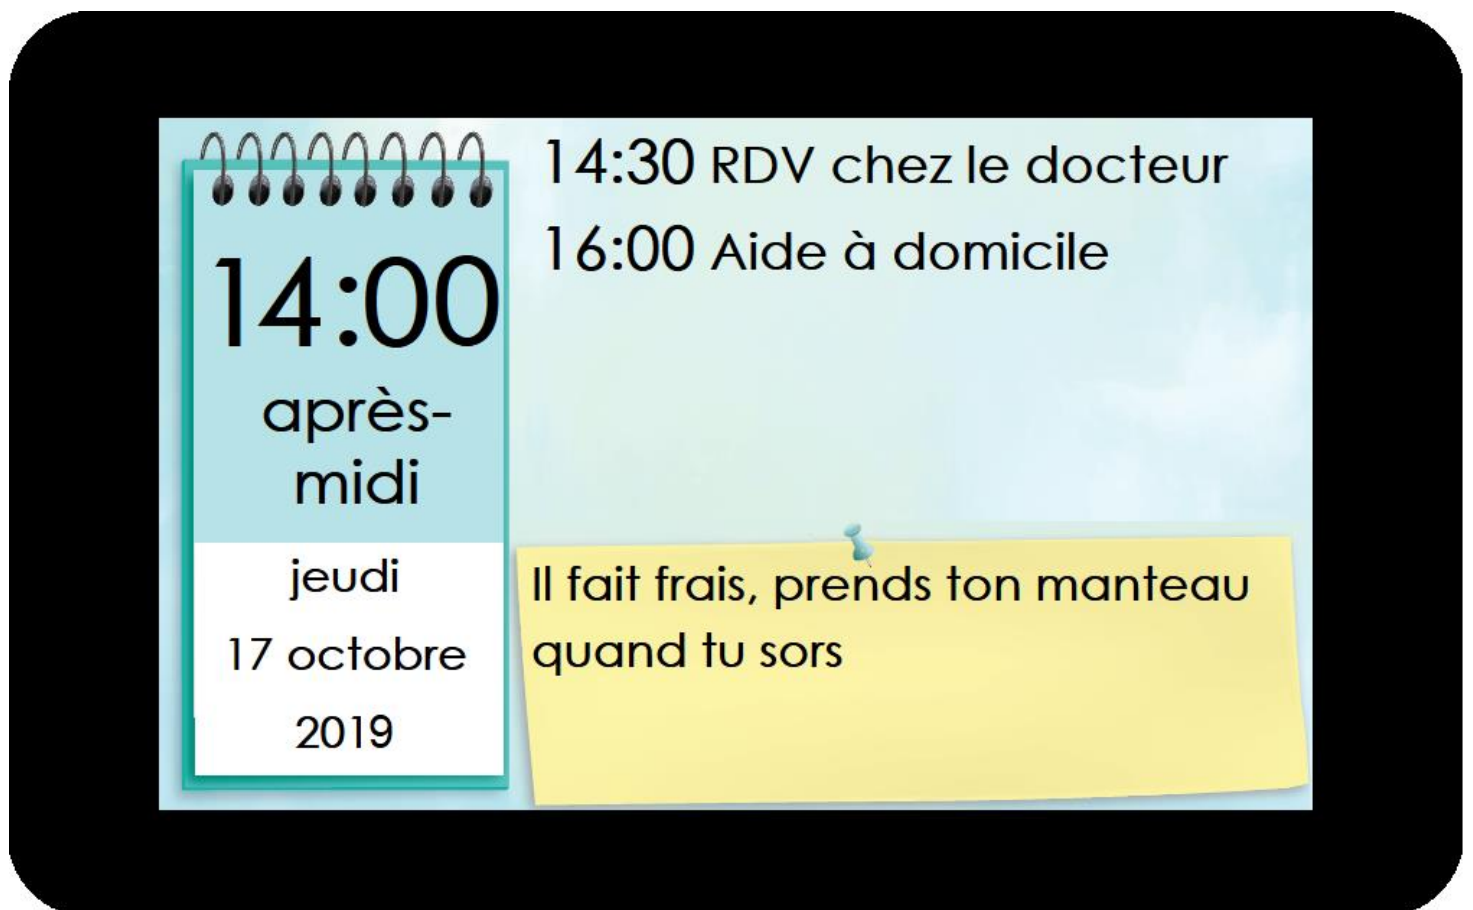 14:00
après-
midi
jeudi
17 octobre
2019
14:30 RDV chez le docteur
16:00 Aide à domicile
Il fait frais, prends ton manteau
quand tu sors